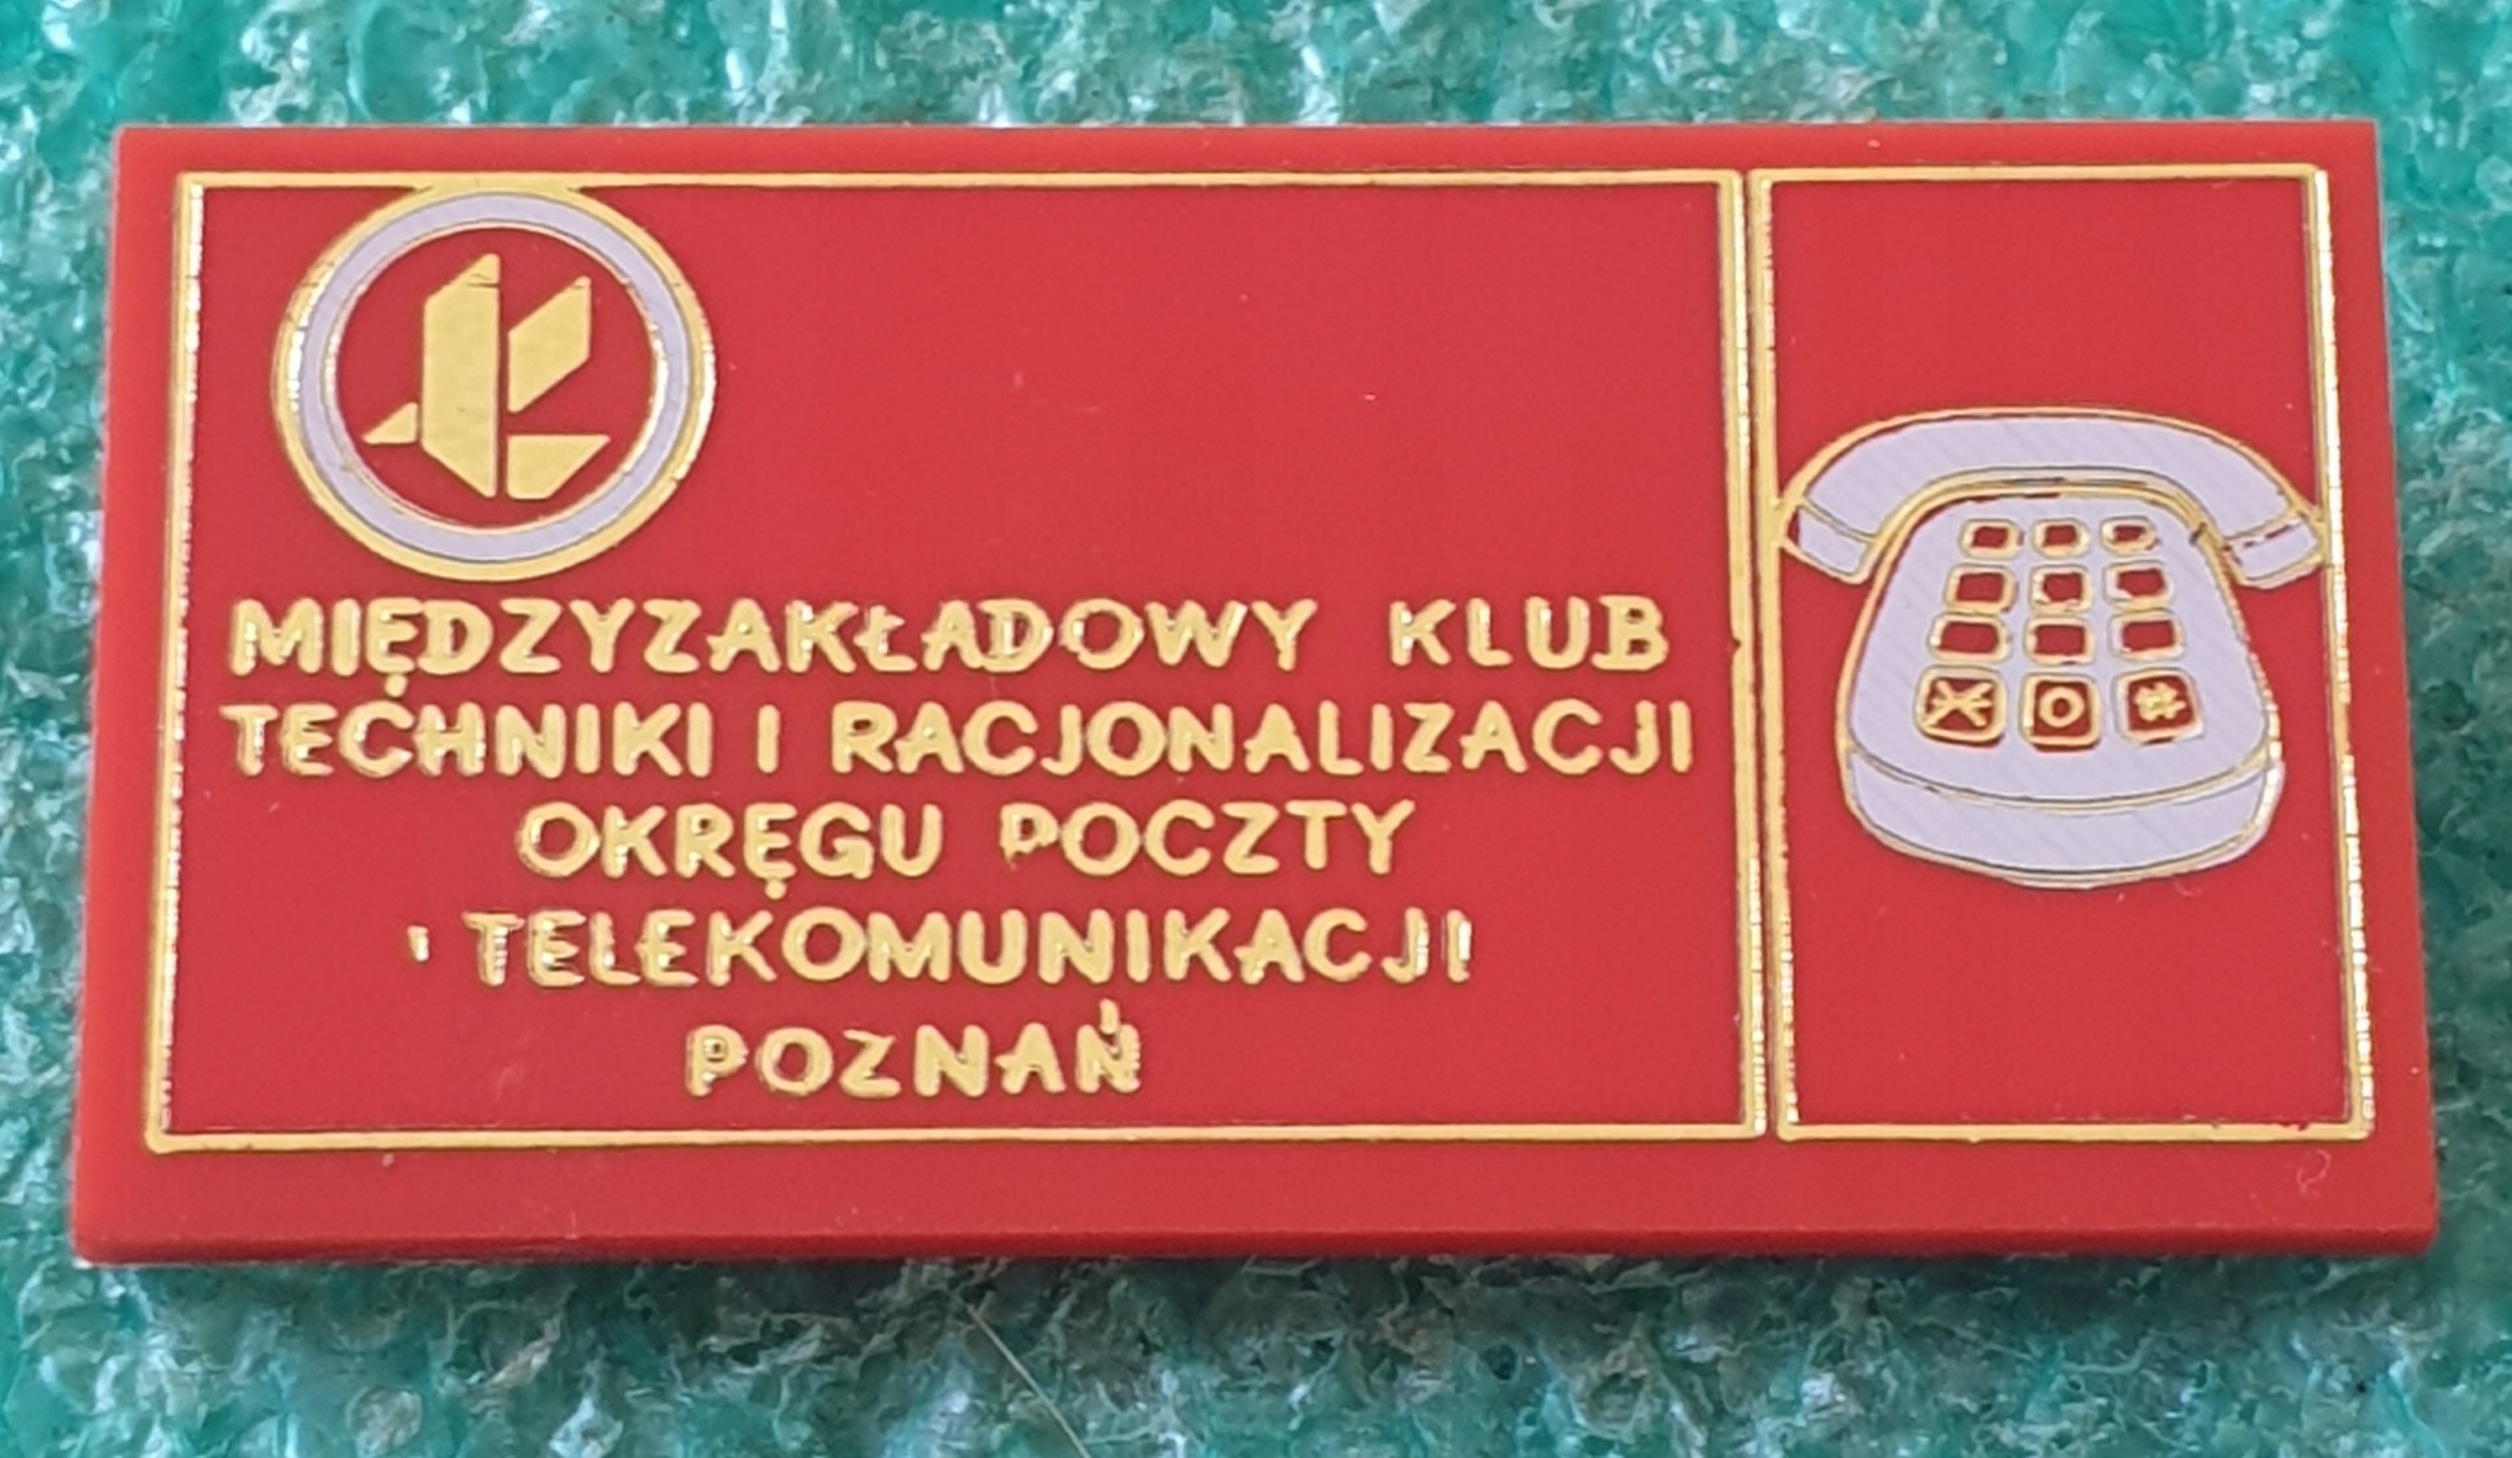 MIĘDZYZAKŁADOWY KLUB
TECHNIKI I RACJONALIZACJI
OKRĘGU POCZTY
I TELEKOMUNIKACJI
POZNAŃ